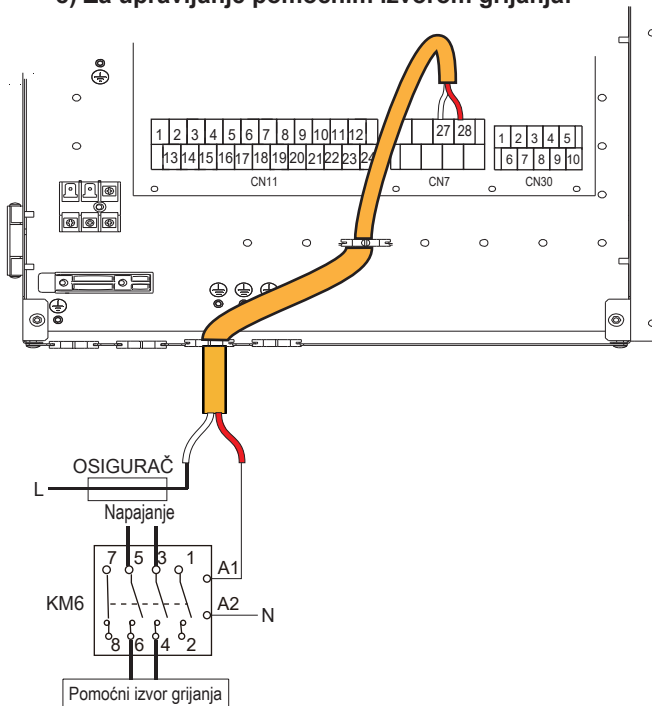 3) Za upravljanje pomoćnim izvorom grijanja:
27 28
1 2 3 4 5 6 7 8 9 10 11 12
1 2 3 4 5
13 14 15 16 17 18 19 20 21 22 23 24
6 7 8 9 10
CN11 CN7 CN30
OSIGURAČ
L
Napajanje
7 5 3 1
A1
KM6
A2
N
8 6 4 2
Pomoćni izvor grijanja